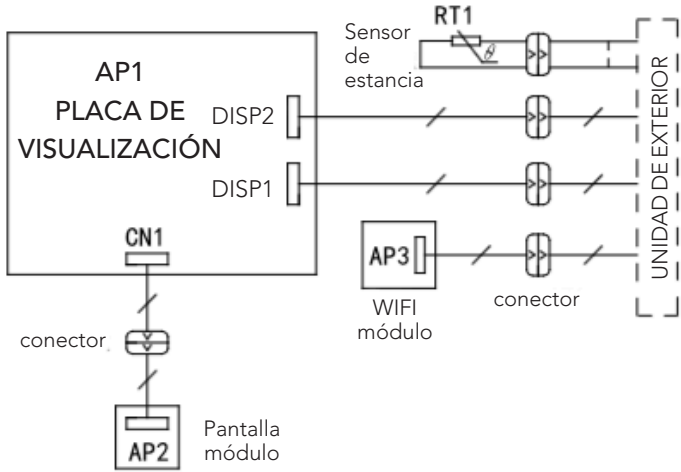 RT1
Sensor
de
estancia
θ
AP1
PLACA DE
VISUALIZACIÓN
DISP2
DISP1
CN1
UNIDAD DE EXTERIOR
AP3
WIFI
módulo
conector
conector
AP2
Pantalla
módulo